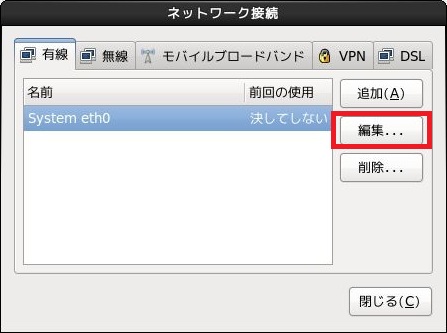 ネットワーク接続
有線 無線 モバイルブロードバンド VPN DSL
名前 前回の使用 追加(A)
System eth0 決してしない 編集...
削除...
閉じる(C)